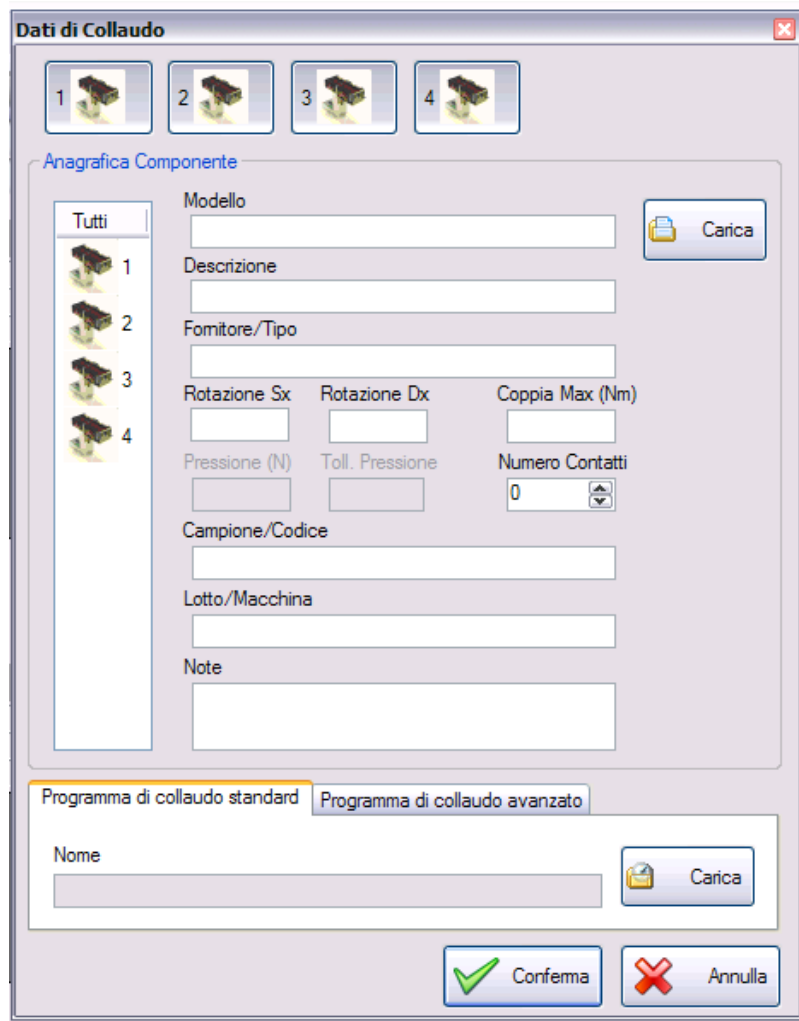 Dati di Collaudo
1 2 3 4
Anagrafica Componente
Tutti
1
2
3
4
Modello
Carica
Descrizione
Fornitore/Tipo
Rotazione Sx Rotazione Dx Coppia Max (Nm)
Pressione (N) Toll. Pressione Numero Contatti
0
Campione/Codice
Lotto/Macchina
Note
Programma di collaudo standard Programma di collaudo avanzato
Nome
Carica
Conferma Annulla